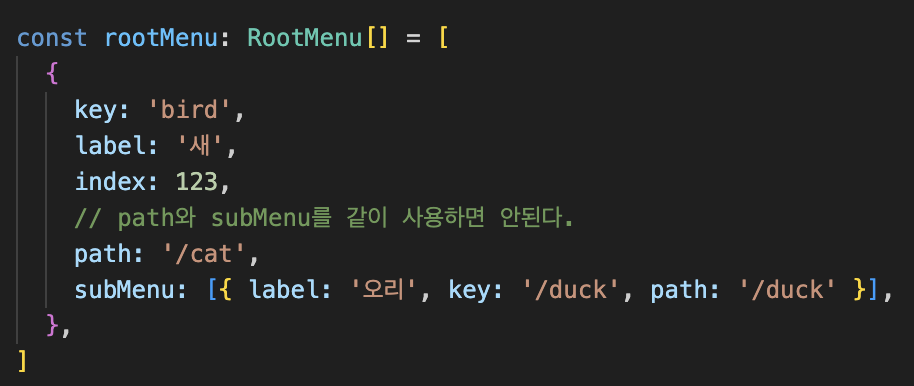 const rootMenu: RootMenu[] = [
{
key: 'bird',
label: '새',
index: 123,
// path와 subMenu를 같이 사용하면 안된다.
path: '/cat',
subMenu: [{ label: '오리', key: '/duck', path: '/duck' }],
},
]